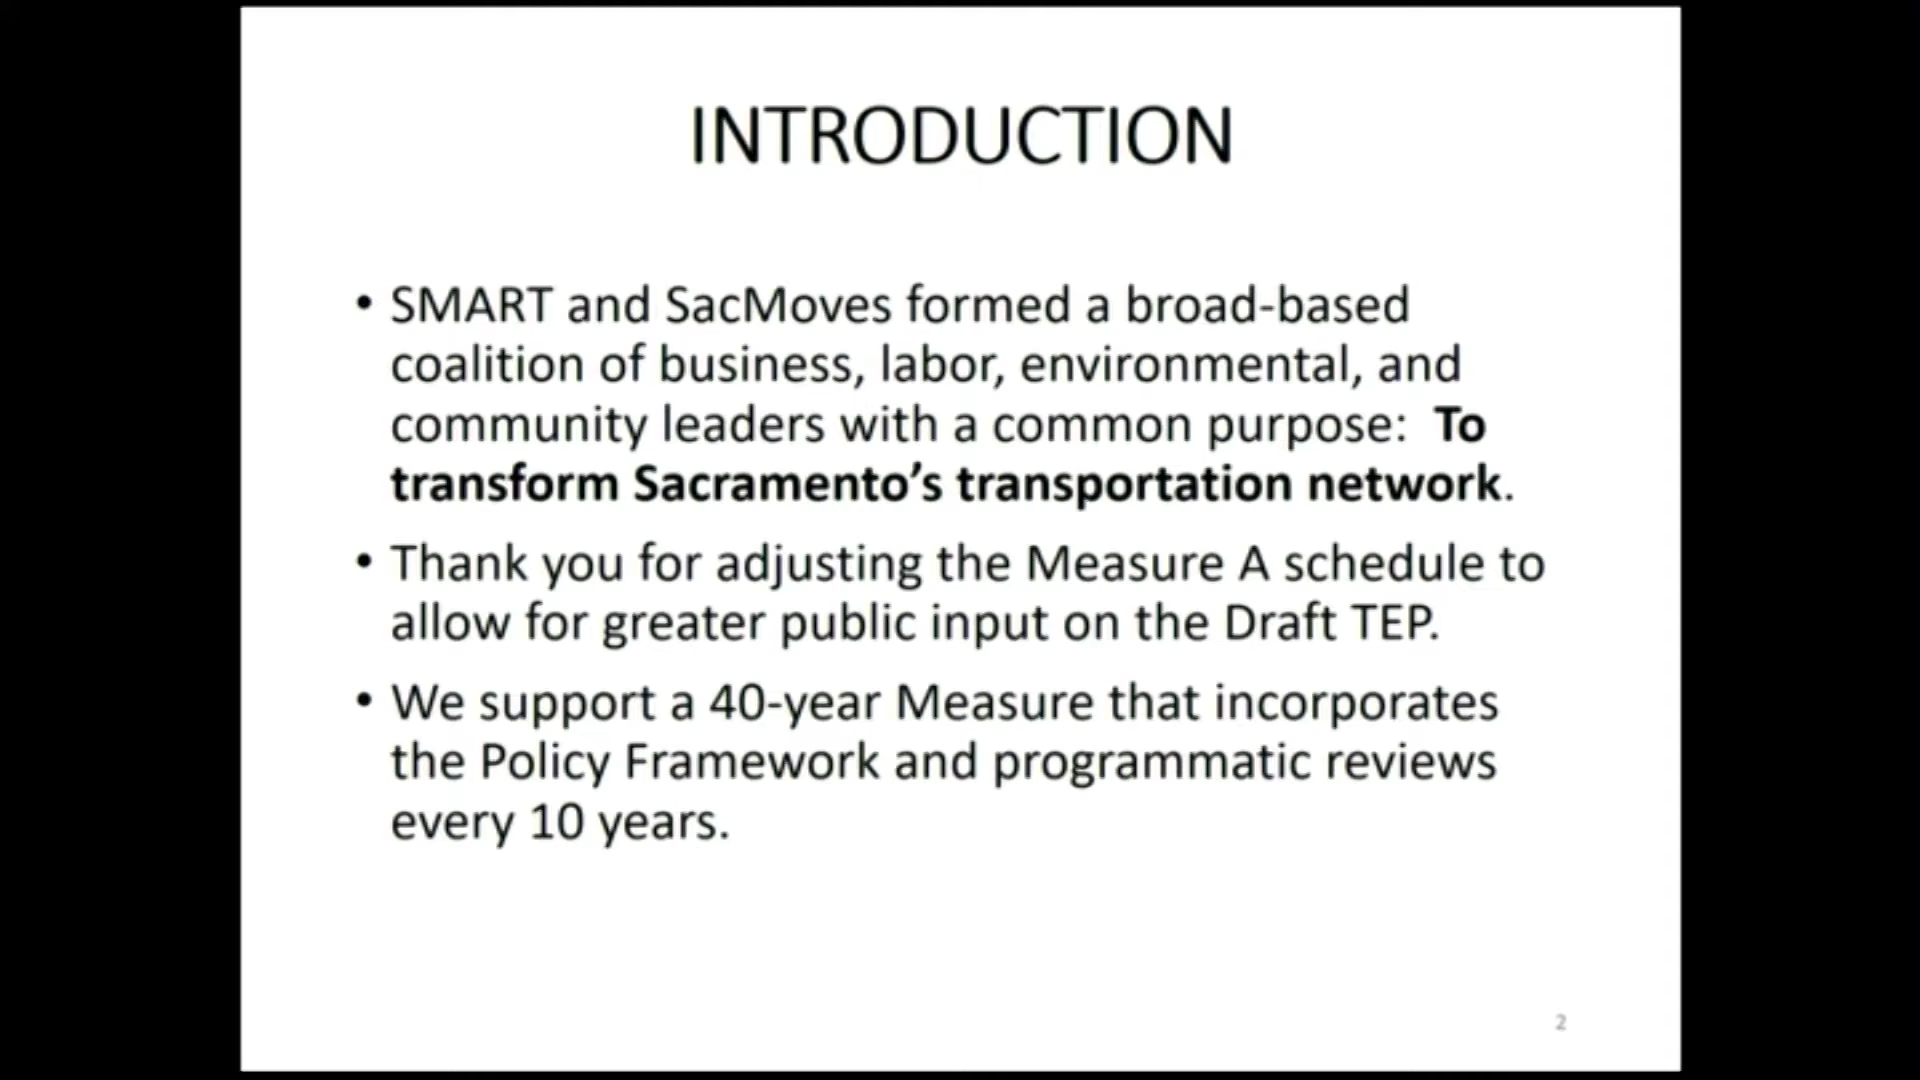 INTRODUCTION
• SMART and SacMoves formed a broad-based
coalition of business, labor, environmental, and
community leaders with a common purpose:  To
transform Sacramento’s transportation network.
• Thank you for adjusting the Measure A schedule to
allow for greater public input on the Draft TEP.
• We support a 40-year Measure that incorporates
the Policy Framework and programmatic reviews
every 10 years.
2